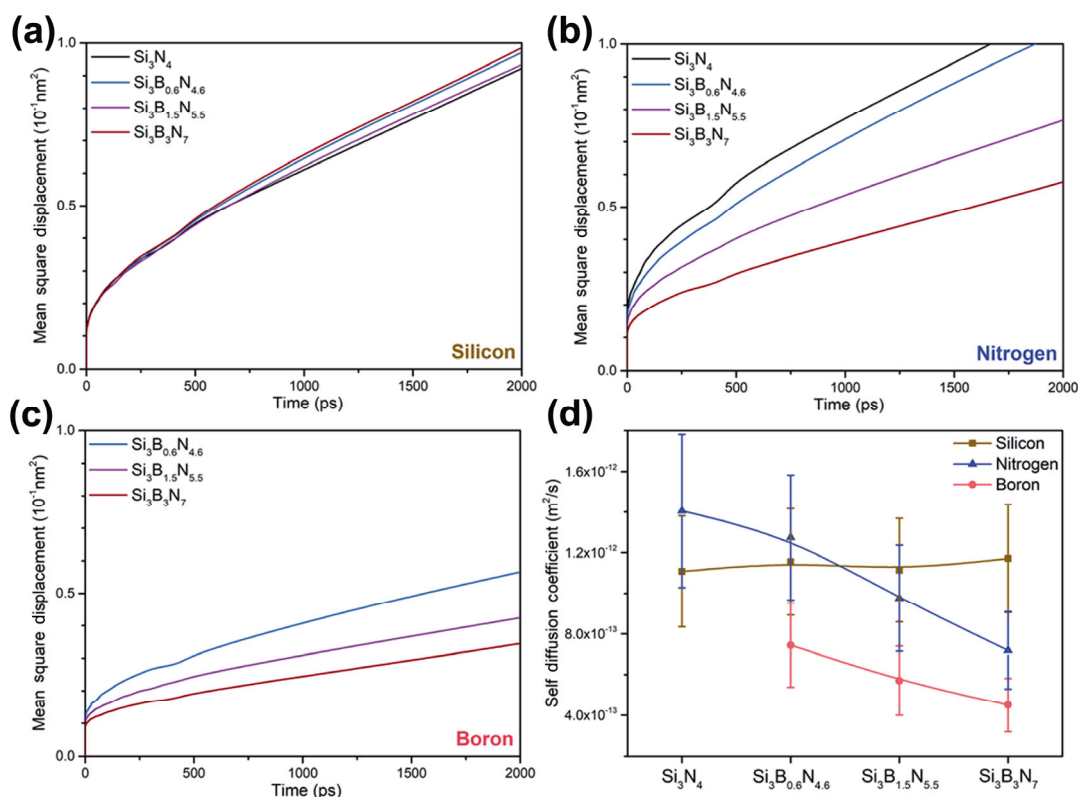 (a)
Mean square displacement (10⁻¹nm²)
1.0
0.5
0.0
Si₃N₄
Si₃B₀.₆N₄.₆
Si₃B₁.₅N₅.₅
Si₃B₃N₇
Silicon
0 500 1000 1500 2000
Time (ps)
(b)
Mean square displacement (10⁻¹nm²)
1.0
0.5
0.0
Si₃N₄
Si₃B₀.₆N₄.₆
Si₃B₁.₅N₅.₅
Si₃B₃N₇
Nitrogen
0 500 1000 1500 2000
Time (ps)
(c)
Mean square displacement (10⁻¹nm²)
1.0
0.5
0.0
Si₃B₀.₆N₄.₆
Si₃B₁.₅N₅.₅
Si₃B₃N₇
Boron
0 500 1000 1500 2000
Time (ps)
(d)
Self diffusion coefficient (m²/s)
1.6x10⁻¹²
1.2x10⁻¹²
8.0x10⁻¹³
4.0x10⁻¹³
Silicon
Nitrogen
Boron
Si₃N₄ Si₃B₀.₆N₄.₆ Si₃B₁.₅N₅.₅ Si₃B₃N₇